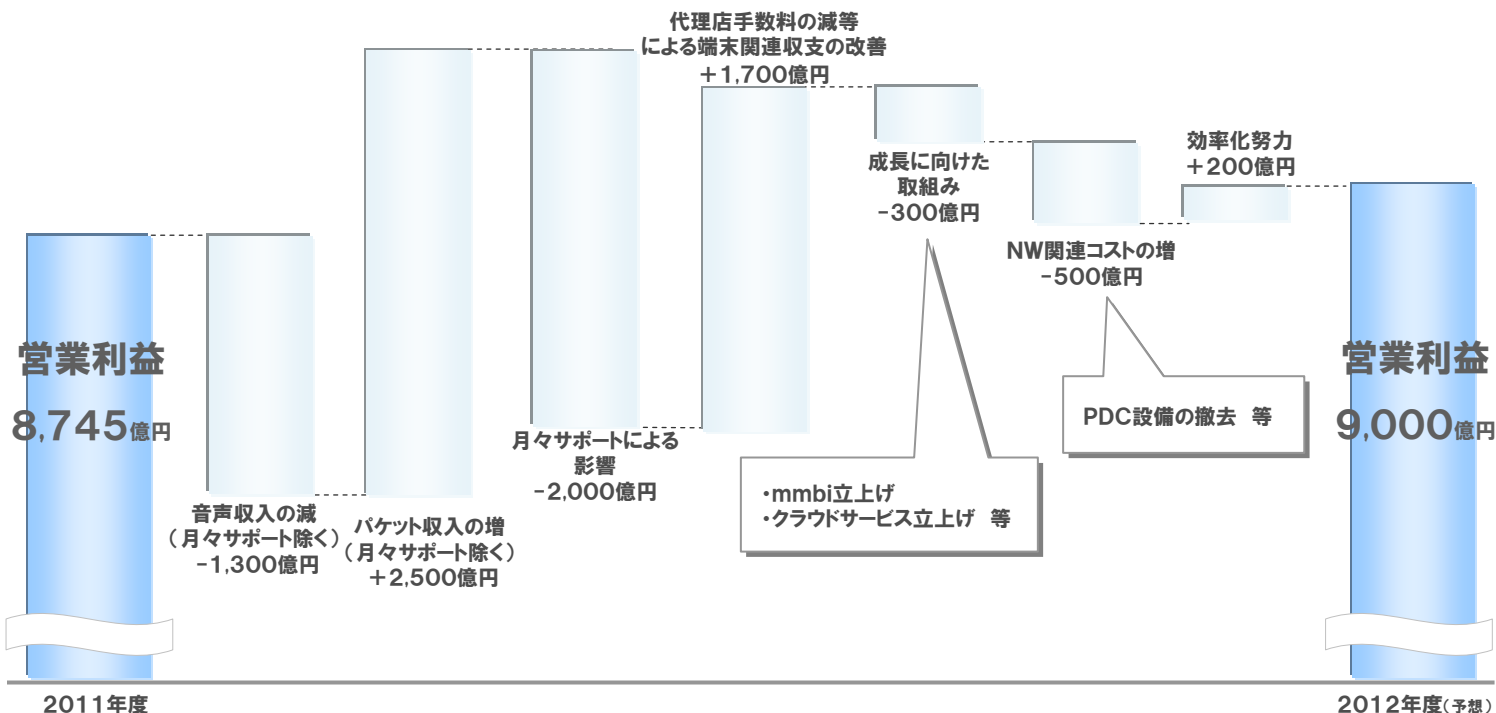 代理店手数料の減等
による端末関連収支の改善
+1,700億円
効率化努力
+200億円
成長に向けた
取組み
-300億円
NW関連コストの増
-500億円
営業利益
8,745億円
営業利益
9,000億円
PDC設備の撤去 等
月々サポートによる
影響
-2,000億円
・mmbi立上げ
・クラウドサービス立上げ 等
音声収入の減
(月々サポート除く)
-1,300億円
パケット収入の増
(月々サポート除く)
+2,500億円
2011年度
2012年度(予想)